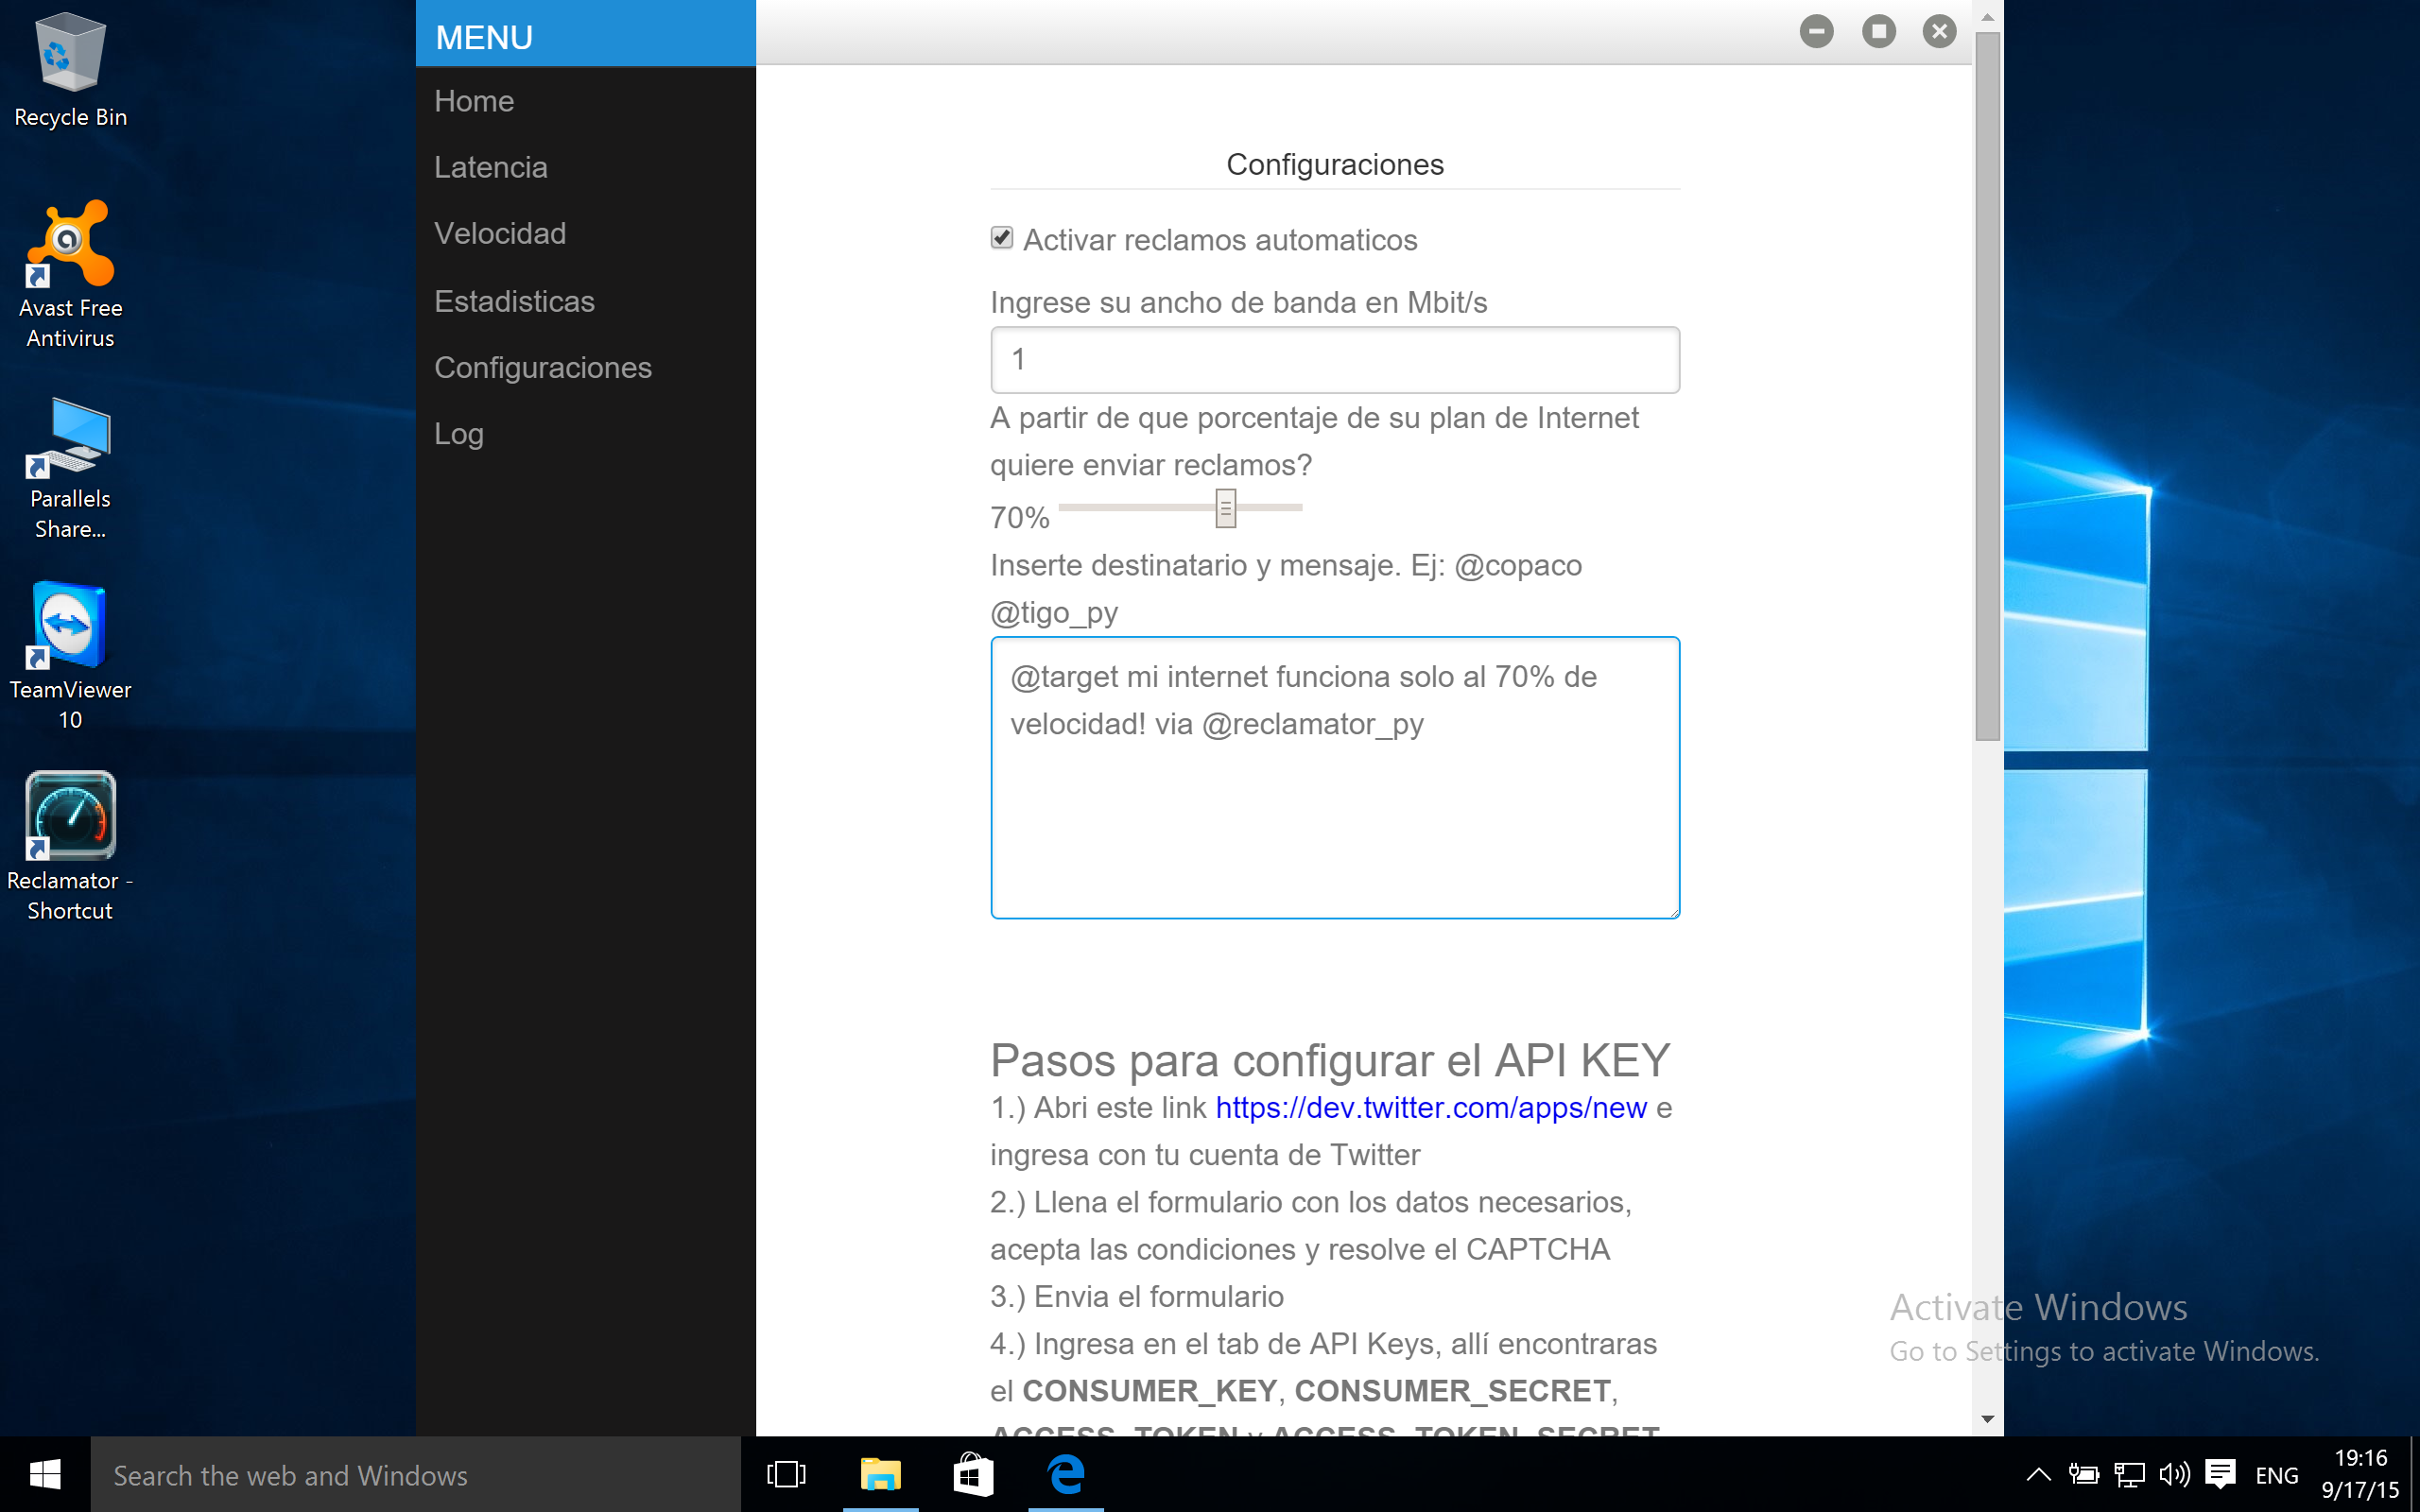 Recycle Bin
Avast Free
Antivirus
Parallels
Share...
TeamViewer
10
Reclamator -
Shortcut
MENU
Home
Latencia
Velocidad
Estadisticas
Configuraciones
Log
Configuraciones
Activar reclamos automaticos
Ingrese su ancho de banda en Mbit/s
1
A partir de que porcentaje de su plan de Internet
quiere enviar reclamos?
70%
Inserte destinatario y mensaje. Ej: @copaco
@tigo_py
@target mi internet funciona solo al 70% de
velocidad! via @reclamator_py
Pasos para configurar el API KEY
1.) Abri este link https://dev.twitter.com/apps/new e
ingresa con tu cuenta de Twitter
2.) Llena el formulario con los datos necesarios,
acepta las condiciones y resolve el CAPTCHA
3.) Envia el formulario
4.) Ingresa en el tab de API Keys, allí encontraras
el CONSUMER_KEY, CONSUMER_SECRET,
ACCESS_TOKEN y ACCESS_TOKEN_SECRET
Activate Windows
Go to Settings to activate Windows.
Search the web and Windows
ENG
19:16
9/17/15